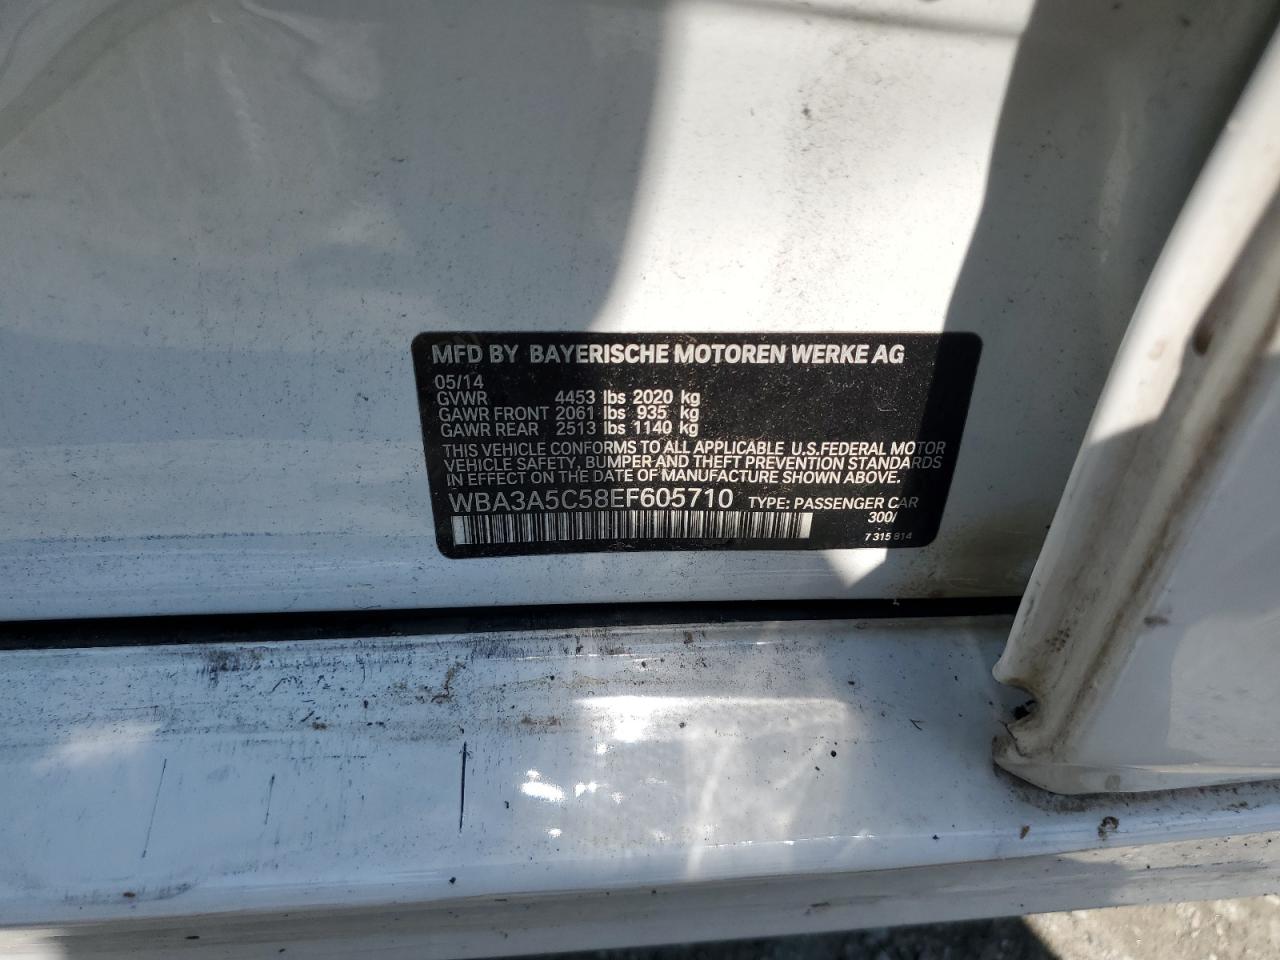 MFD BY BAYERISCHE MOTOREN WERKE AG
05/14
GVWR 4453 lbs 2020 kg
GAWR FRONT 2061 lbs 935 kg
GAWR REAR 2513 lbs 1140 kg
THIS VEHICLE CONFORMS TO ALL APPLICABLE U.S.FEDERAL MOTOR
VEHICLE SAFETY, BUMPER AND THEFT PREVENTION STANDARDS
IN EFFECT ON THE DATE OF MANUFACTURE SHOWN ABOVE.
WBA3A5C58EF605710 TYPE: PASSENGER CAR
300/
7 315 814